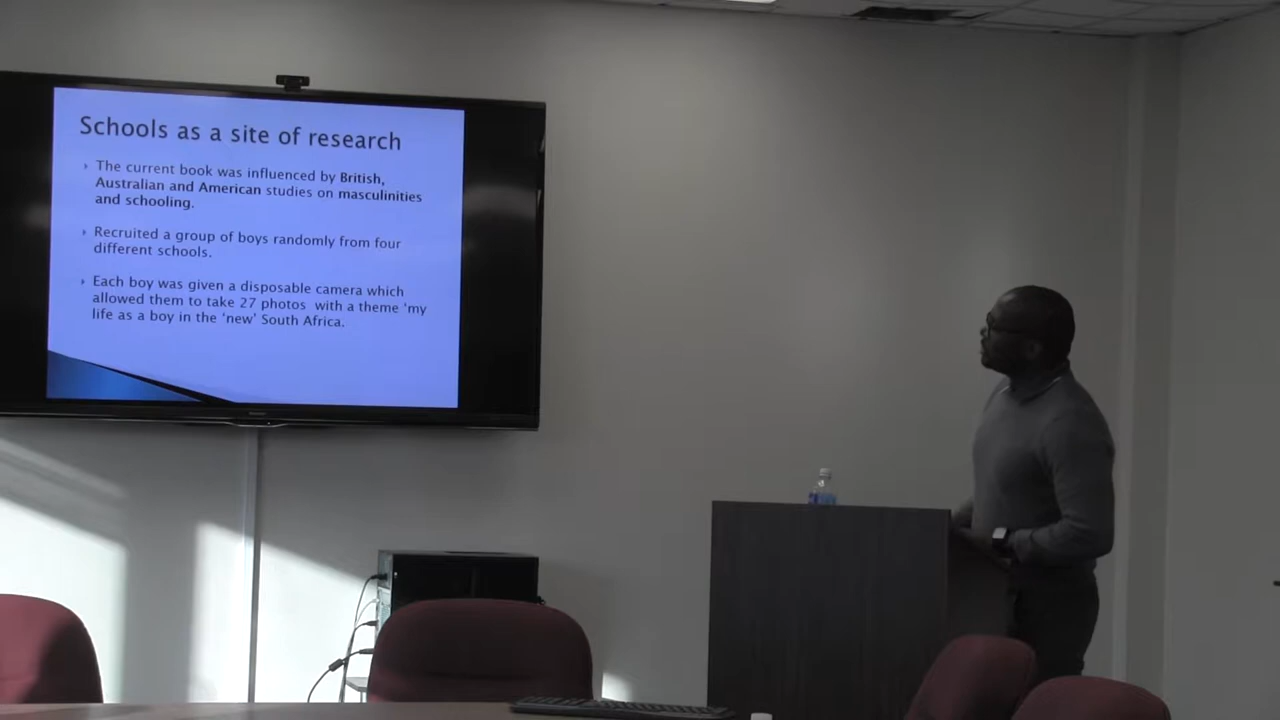 Schools as a site of research
The current book was influenced by British,
Australian and American studies on masculinities
and schooling.
Recruited a group of boys randomly from four
different schools.
Each boy was given a disposable camera which
allowed them to take 27 photos with a theme ‘my
life as a boy in the ‘new’ South Africa.